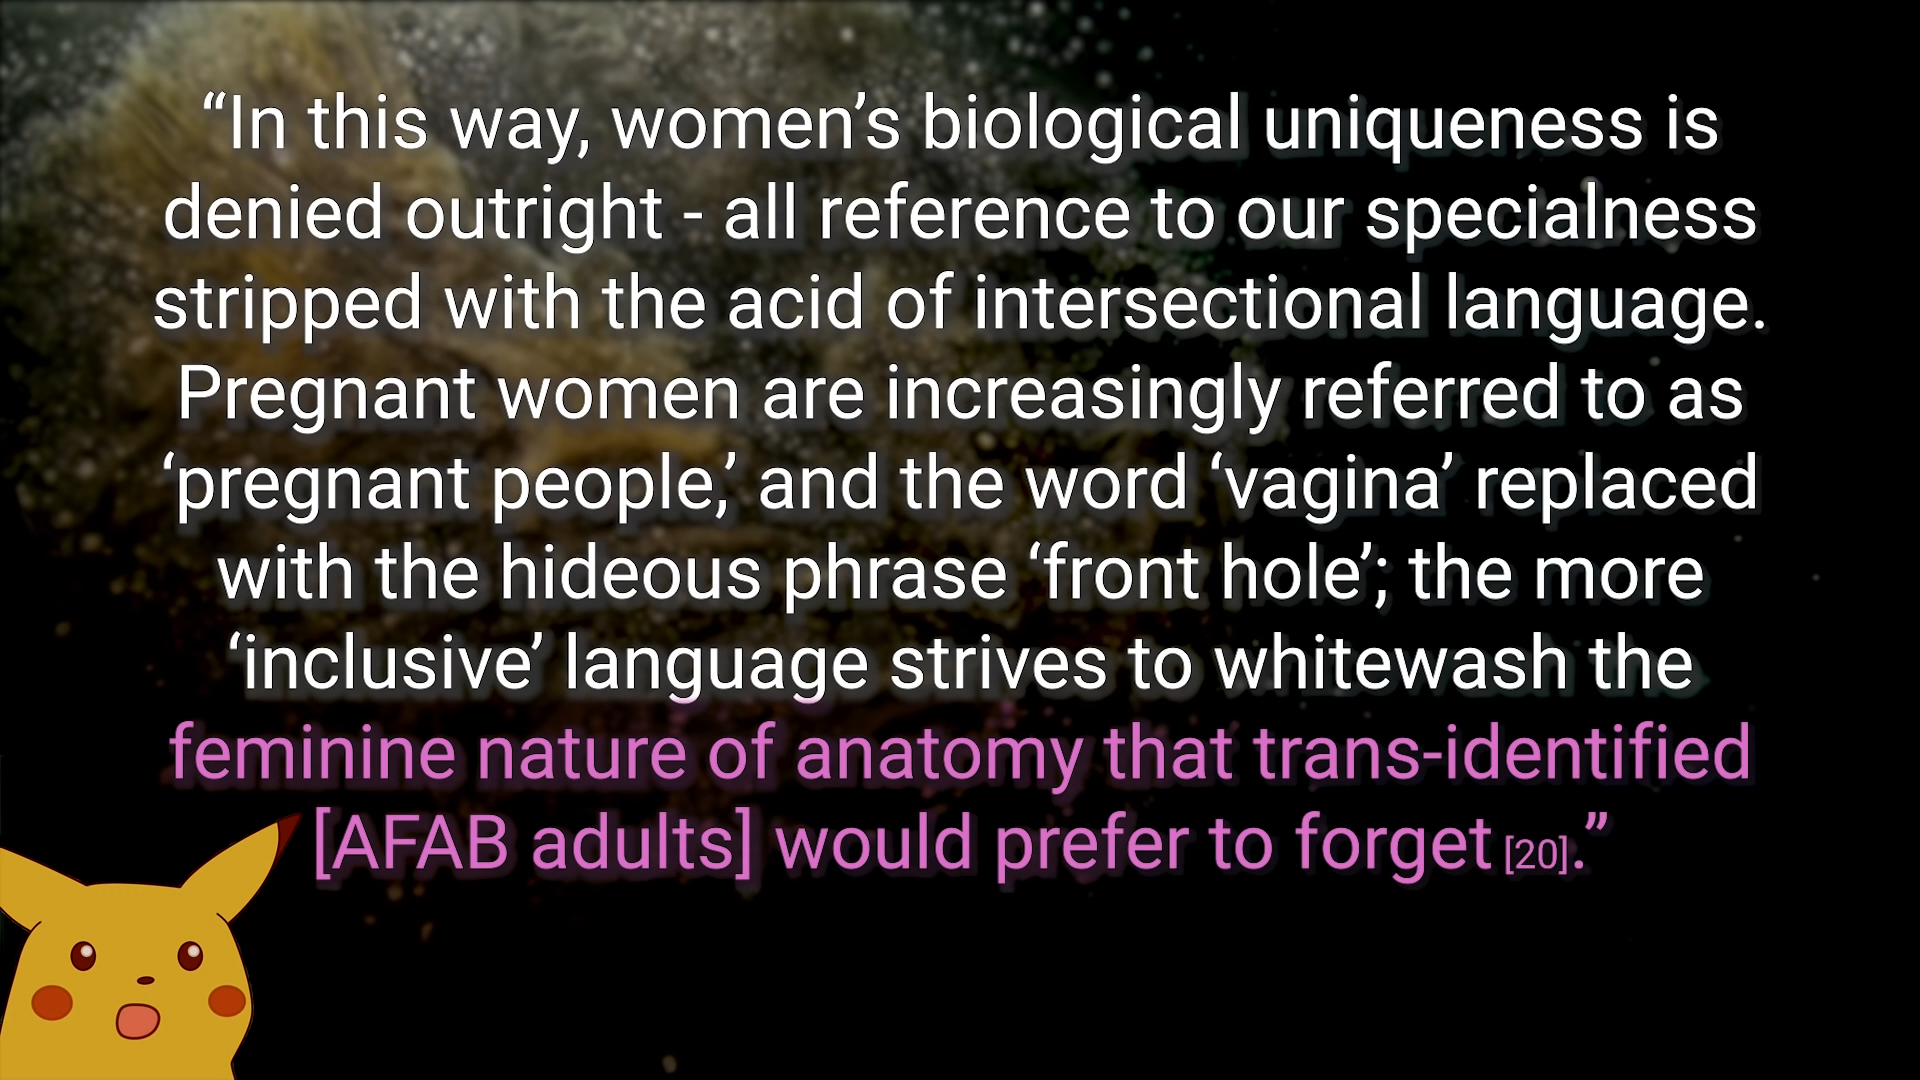 “In this way, women’s biological uniqueness is
denied outright - all reference to our specialness
stripped with the acid of intersectional language.
Pregnant women are increasingly referred to as
‘pregnant people,’ and the word ‘vagina’ replaced
with the hideous phrase ‘front hole’; the more
‘inclusive’ language strives to whitewash the
feminine nature of anatomy that trans-identified
[AFAB adults] would prefer to forget [20].”